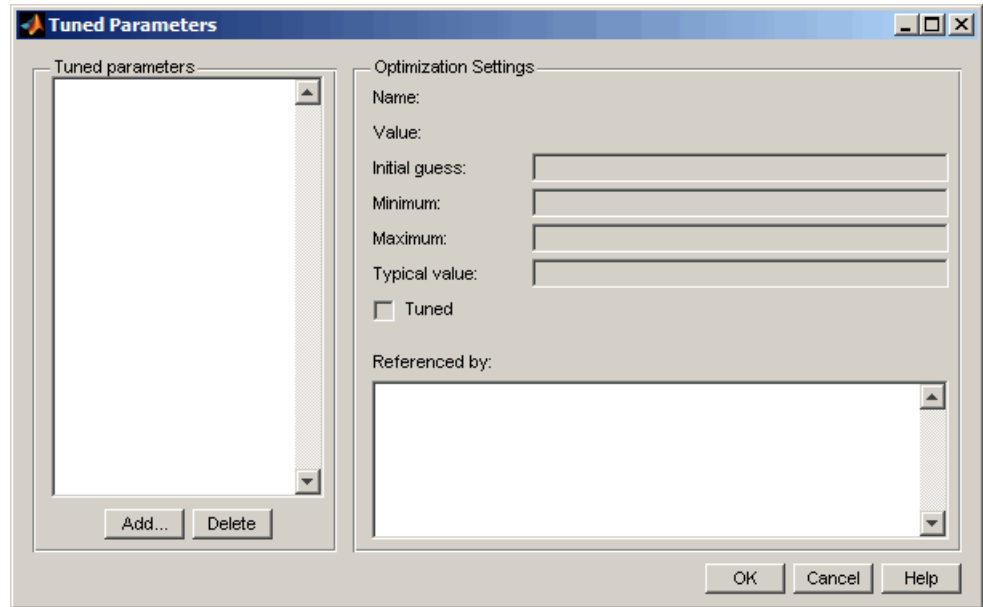 Tuned Parameters
Tuned parameters
Add...
Delete
Optimization Settings
Name:
Value:
Initial guess:
Minimum:
Maximum:
Typical value:
Tuned
Referenced by:
OK
Cancel
Help